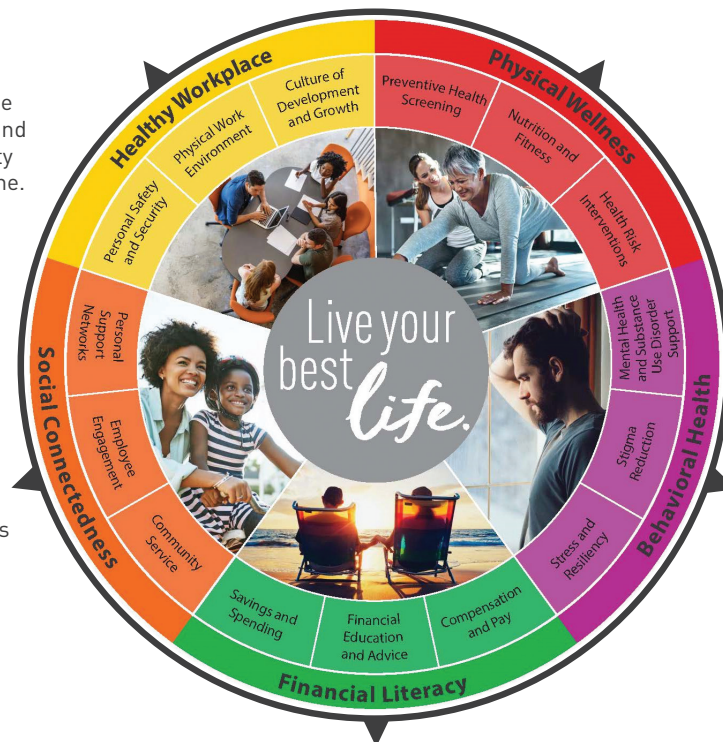 e
nd
ty
ne.
s
Healthy Workplace
Culture of
Development
and Growth
Physical Work
Environment
Personal Safety
and Security
Physical Wellness
Preventive Health
Screening
Nutrition and
Fitness
Health Risk
Interventions
Behavioral Health
Mental Health
and Substance
Use Disorder
Support
Stigma
Reduction
Stress and
Resiliency
Financial Literacy
Compensation
and Pay
Financial
Education
and Advice
Savings and
Spending
Social Connectedness
Community
Service
Employee
Engagement
Personal
Support
Networks
Live your
best
life.